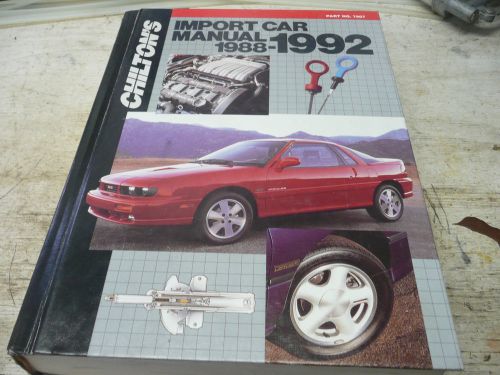 PART NO. 7907
CHILTON'S
IMPORT CAR
MANUAL
1988-1992